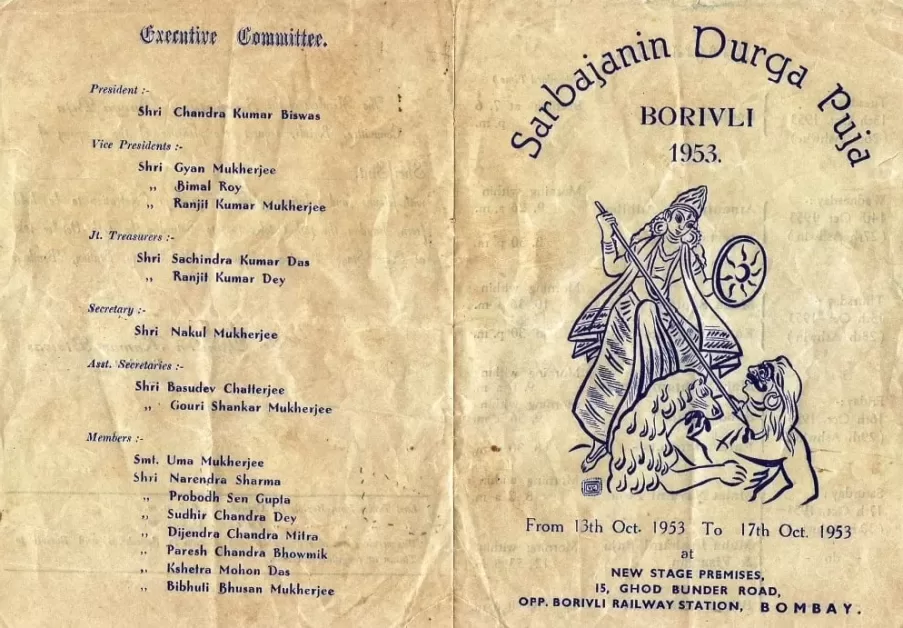 Executive Committee.
President :-
Shri Chandra Kumar Biswas
Vice Presidents :-
Shri Gyan Mukherjee
,, Bimal Roy
,, Ranjit Kumar Mukherjee
Jt. Treasurers :-
Shri Sachindra Kumar Das
,, Ranjit Kumar Dey
Secretary :-
Shri Nakul Mukherjee
Asst. Secretaries :-
Shri Basudev Chatterjee
,, Gouri Shankar Mukherjee
Members :-
Smt. Uma Mukherjee
Shri Narendra Sharma
,, Probodh Sen Gupta
,, Sudhir Chandra Dey
,, Dijendra Chandra Mitra
,, Paresh Chandra Bhowmik
,, Kshetra Mohon Das
,, Bibhuti Bhusan Mukherjee
Sarbajanin Durga Puja
BORIVLI
1953.
From 13th Oct. 1953 To 17th Oct. 1953
at
NEW STAGE PREMISES,
15, GHOD BUNDER ROAD,
OPP. BORIVLI RAILWAY STATION, BOMBAY.